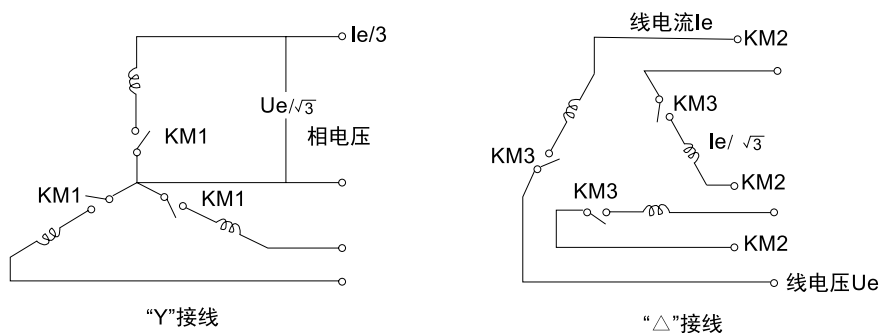 Ie/3
Ue/√3
相电压
KM1
KM1
KM1
“Y”接线
线电流Ie
KM2
KM3
KM3
Ie/ √3
KM2
KM3
KM2
线电压Ue
“△”接线